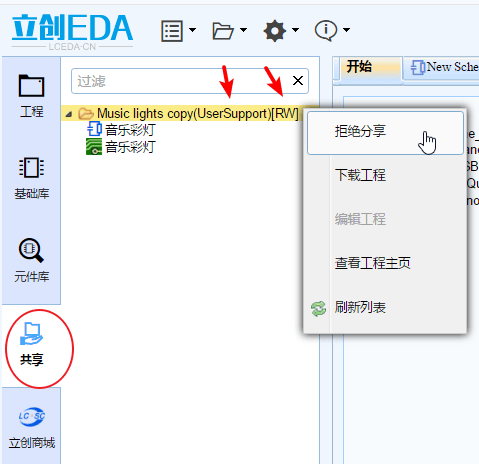 立创EDA
LCEDA-CN
开始
New Sche
工程
基础库
元件库
共享
LC SC
立创商城
过滤
Music lights copy(UserSupport)[RW]
音乐彩灯
音乐彩灯
拒绝分享
下载工程
编辑工程
查看工程主页
刷新列表